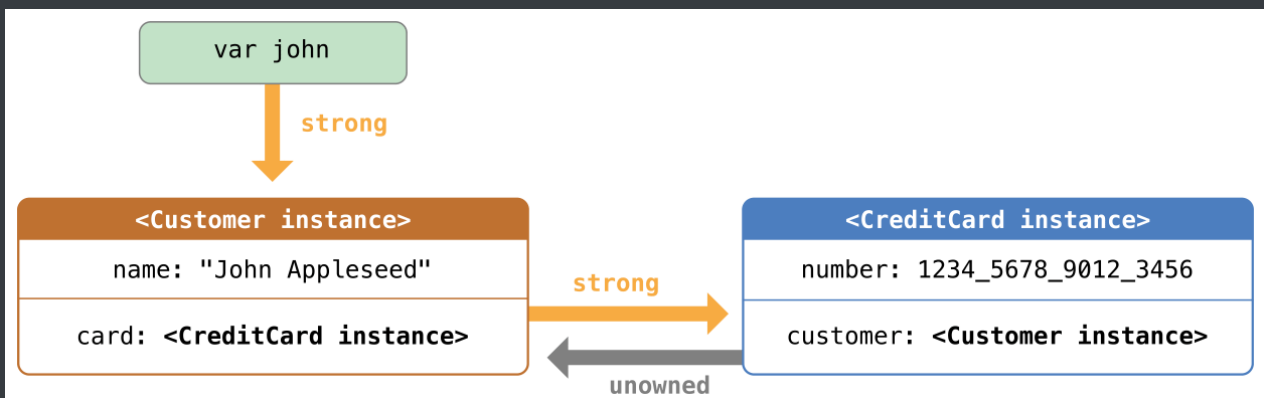 var john
strong
<Customer instance>
name: "John Appleseed"
card: <CreditCard instance>
strong
unowned
<CreditCard instance>
number: 1234_5678_9012_3456
customer: <Customer instance>